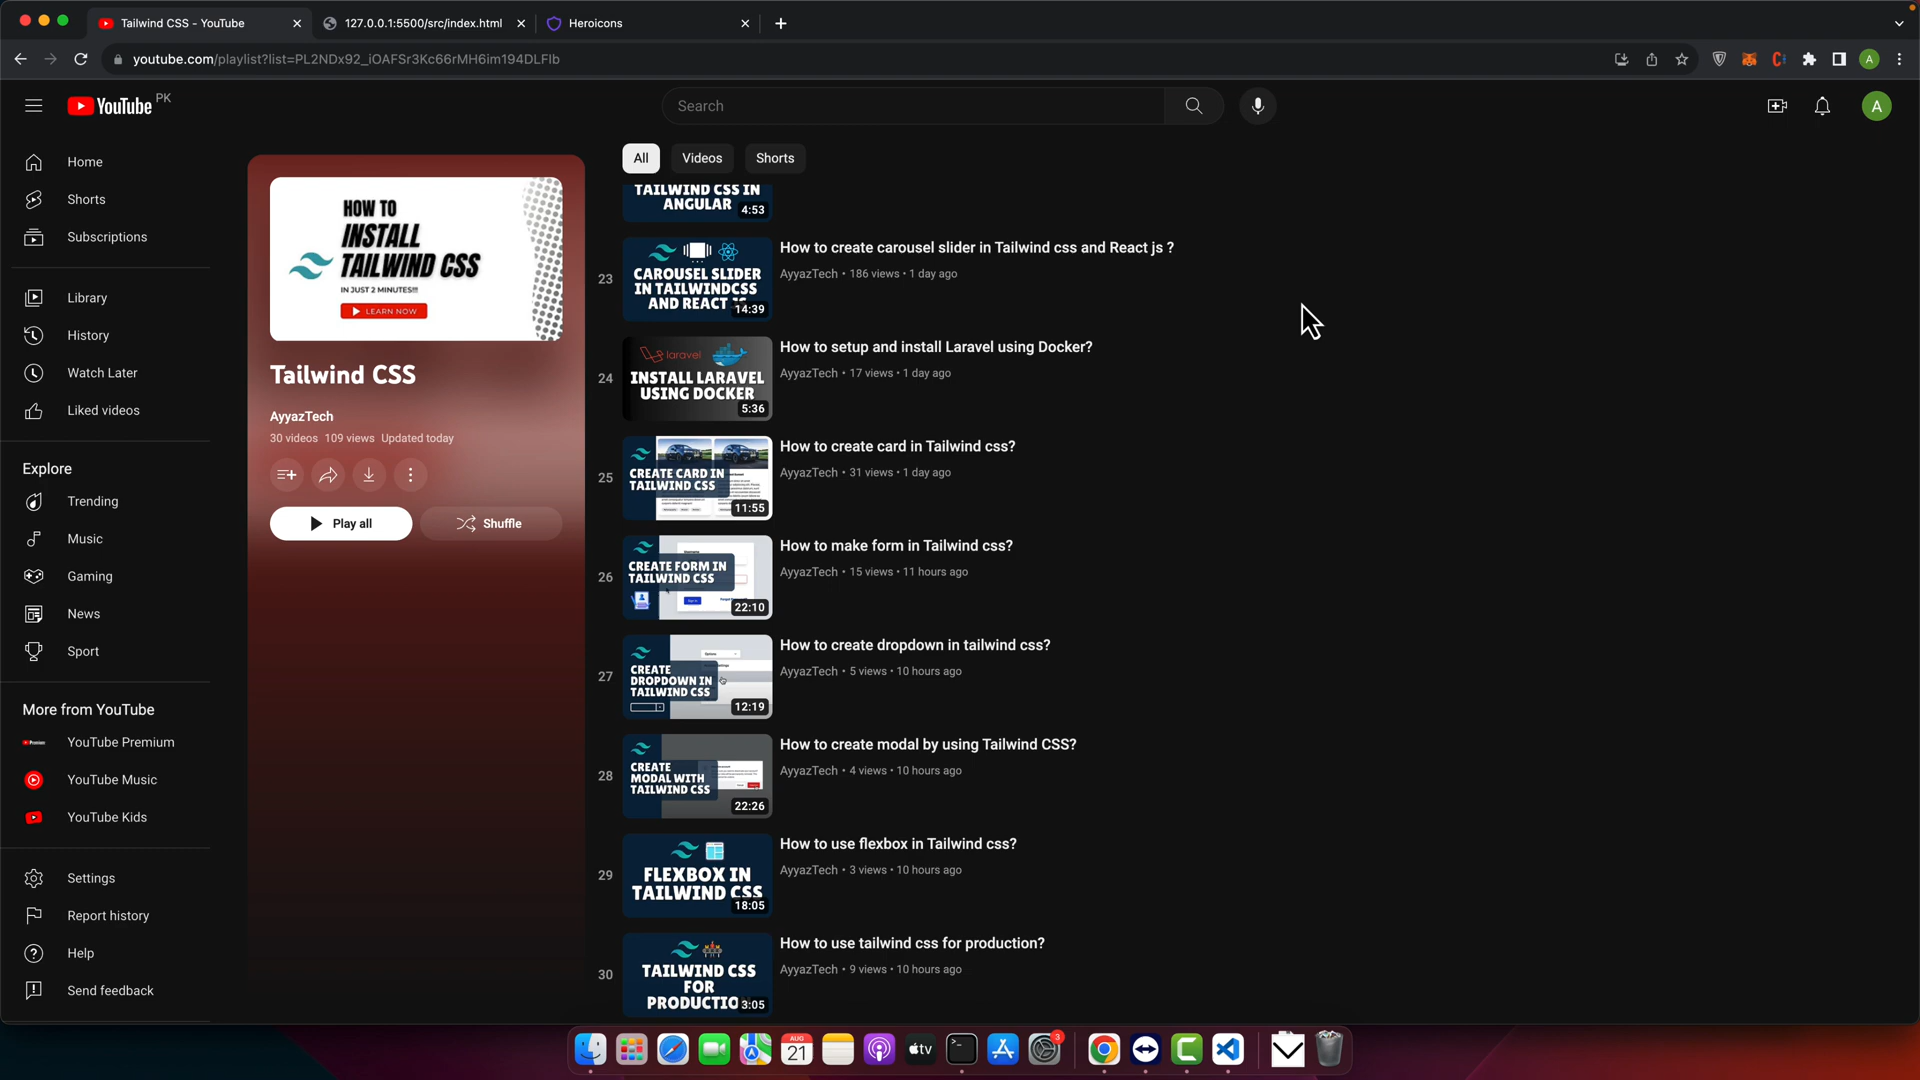 Tailwind CSS - YouTube
127.0.0.1:5500/src/index.html
Heroicons
youtube.com/playlist?list=PL2NDx92_iOAFSr3Kc66rMH6im194DLFIb
A
YouTube PK
Search
A
Home
Shorts
Subscriptions
Library
History
Watch Later
Liked videos
Explore
Trending
Music
Gaming
News
Sport
More from YouTube
YouTube Premium
YouTube Music
YouTube Kids
Settings
Report history
Help
Send feedback
HOW TO
INSTALL
TAILWIND CSS
IN JUST 2 MINUTES!!!
LEARN NOW
Tailwind CSS
AyyazTech
30 videos 109 views Updated today
Play all
Shuffle
All
Videos
Shorts
TAILWIND CSS IN
ANGULAR
4:53
23
CAROUSEL SLIDER
IN TAILWINDCSS
AND REACT JS
14:39
How to create carousel slider in Tailwind css and React js ?
AyyazTech • 186 views • 1 day ago
24
laravel
INSTALL LARAVEL
USING DOCKER
5:36
How to setup and install Laravel using Docker?
AyyazTech • 17 views • 1 day ago
25
CREATE CARD IN
TAILWIND CSS
11:55
How to create card in Tailwind css?
AyyazTech • 31 views • 1 day ago
26
CREATE FORM IN
TAILWIND CSS
22:10
How to make form in Tailwind css?
AyyazTech • 15 views • 11 hours ago
27
CREATE
DROPDOWN IN
TAILWIND CSS
12:19
How to create dropdown in tailwind css?
AyyazTech • 5 views • 10 hours ago
28
CREATE
MODAL WITH
TAILWIND CSS
22:26
How to create modal by using Tailwind CSS?
AyyazTech • 4 views • 10 hours ago
29
FLEXBOX IN
TAILWIND CSS
18:05
How to use flexbox in Tailwind css?
AyyazTech • 3 views • 10 hours ago
30
TAILWIND CSS
FOR
PRODUCTIO
3:05
How to use tailwind css for production?
AyyazTech • 9 views • 10 hours ago
AUG
21
tv
3